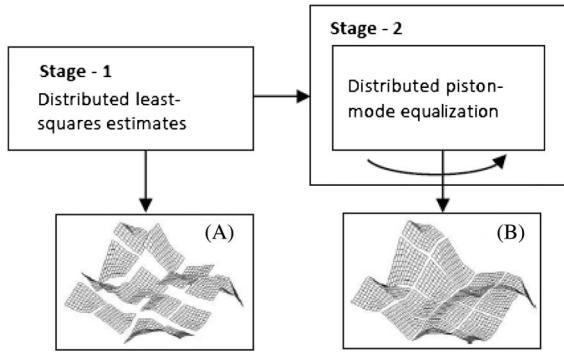 Stage - 1
Distributed least-
squares estimates
Stage - 2
Distributed piston-
mode equalization
(A)
(B)